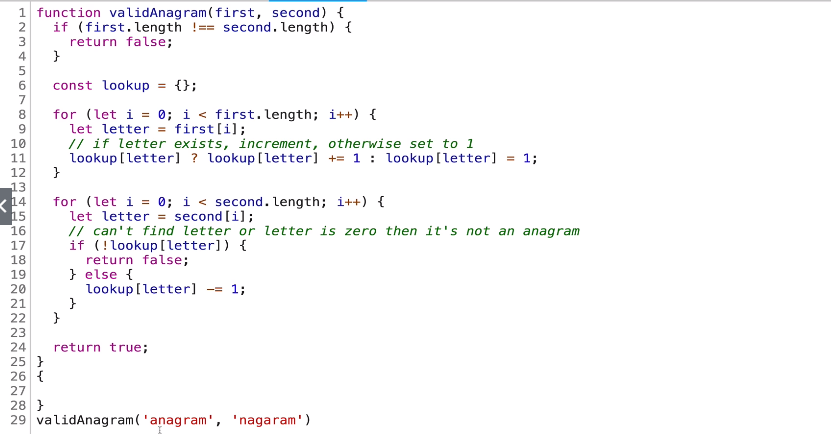 1 function validAnagram(first, second) {
2   if (first.length !== second.length) {
3     return false;
4   }
5
6   const lookup = {};
7
8   for (let i = 0; i < first.length; i++) {
9     let letter = first[i];
10     // if letter exists, increment, otherwise set to 1
11     lookup[letter] ? lookup[letter] += 1 : lookup[letter] = 1;
12   }
13
14   for (let i = 0; i < second.length; i++) {
15     let letter = second[i];
16     // can't find letter or letter is zero then it's not an anagram
17     if (!lookup[letter]) {
18       return false;
19     } else {
20       lookup[letter] -= 1;
21     }
22   }
23
24   return true;
25 }
26 {
27
28 }
29 validAnagram('anagram', 'nagaram')